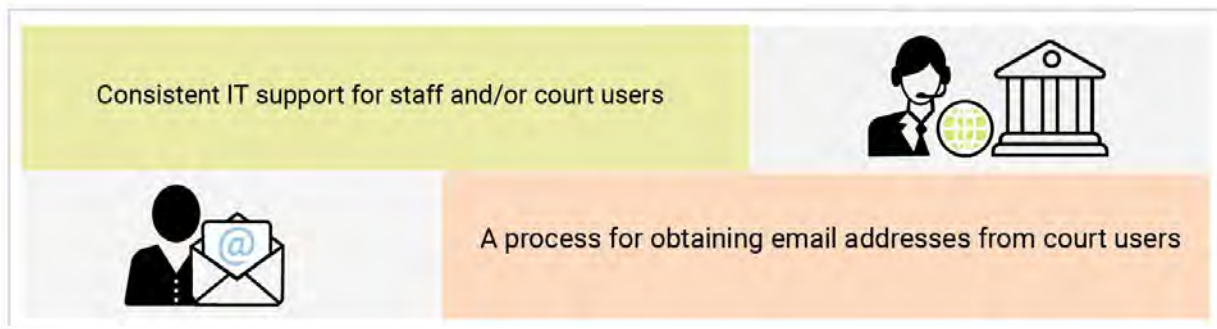 Consistent IT support for staff and/or court users
@
A process for obtaining email addresses from court users